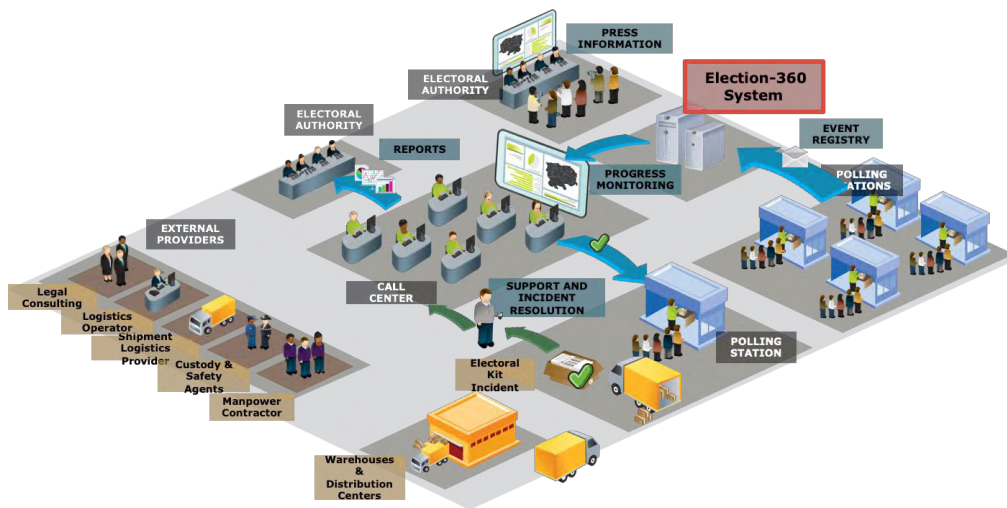 PRESS
INFORMATION
ELECTORAL
AUTHORITY
Election-360
System
ELECTORAL
AUTHORITY
REPORTS
EVENT
REGISTRY
PROGRESS
MONITORING
POLLING
STATIONS
EXTERNAL
PROVIDERS
CALL
CENTER
SUPPORT AND
INCIDENT
RESOLUTION
Legal
Consulting
Logistics
Operator
Shipment
Logistics
Provider
Custody &
Safety
Agents
Manpower
Contractor
Electoral
Kit
Incident
POLLING
STATION
Warehouses
&
Distribution
Centers